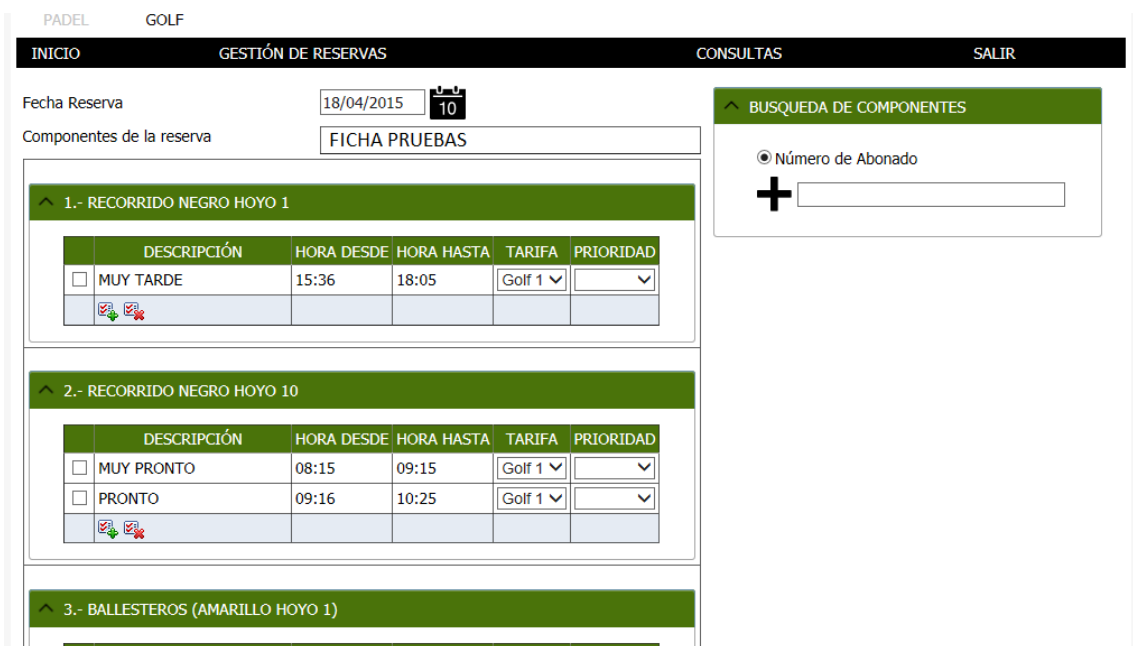 PADEL GOLF
INICIO GESTIÓN DE RESERVAS CONSULTAS SALIR
Fecha Reserva 18/04/2015 10
Componentes de la reserva FICHA PRUEBAS
1.- RECORRIDO NEGRO HOYO 1
DESCRIPCIÓN HORA DESDE HORA HASTA TARIFA PRIORIDAD
MUY TARDE 15:36 18:05 Golf 1
2.- RECORRIDO NEGRO HOYO 10
DESCRIPCIÓN HORA DESDE HORA HASTA TARIFA PRIORIDAD
MUY PRONTO 08:15 09:15 Golf 1
PRONTO 09:16 10:25 Golf 1
3.- BALLESTEROS (AMARILLO HOYO 1)
BUSQUEDA DE COMPONENTES
Número de Abonado